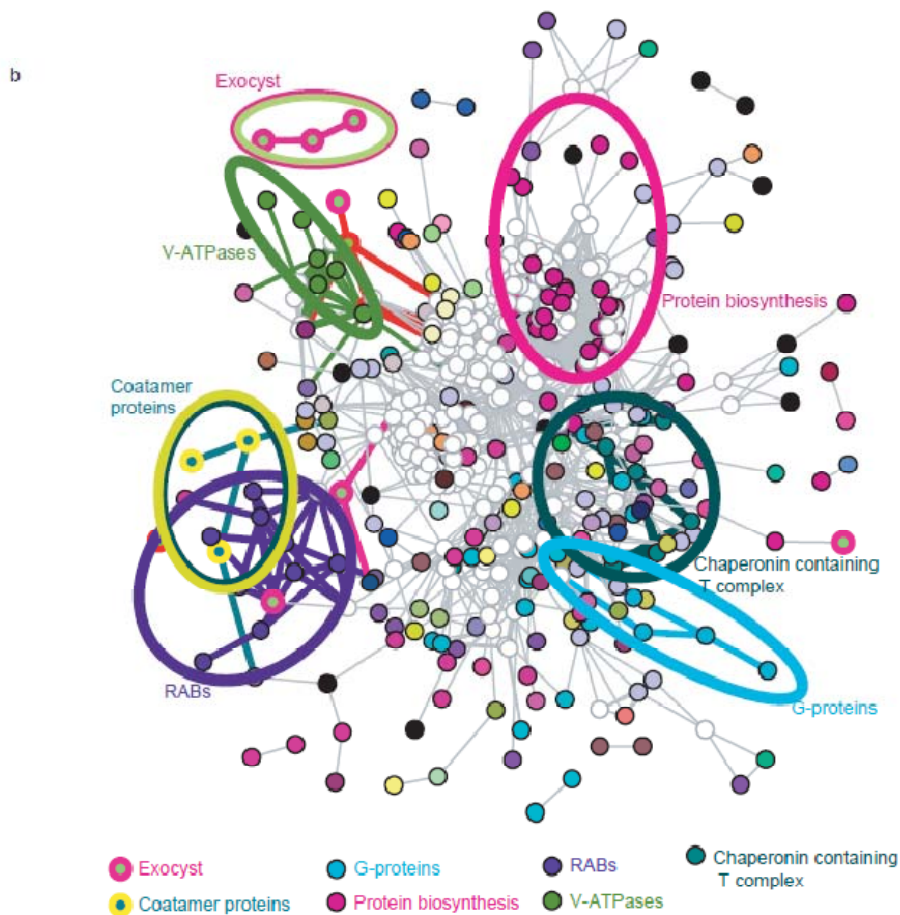 b
Exocyst
V-ATPases
Protein biosynthesis
Coatamer
proteins
Chaperonin containing
T complex
RABs
G-proteins
Exocyst
G-proteins
RABs
Chaperonin containing
T complex
Coatamer proteins
Protein biosynthesis
V-ATPases